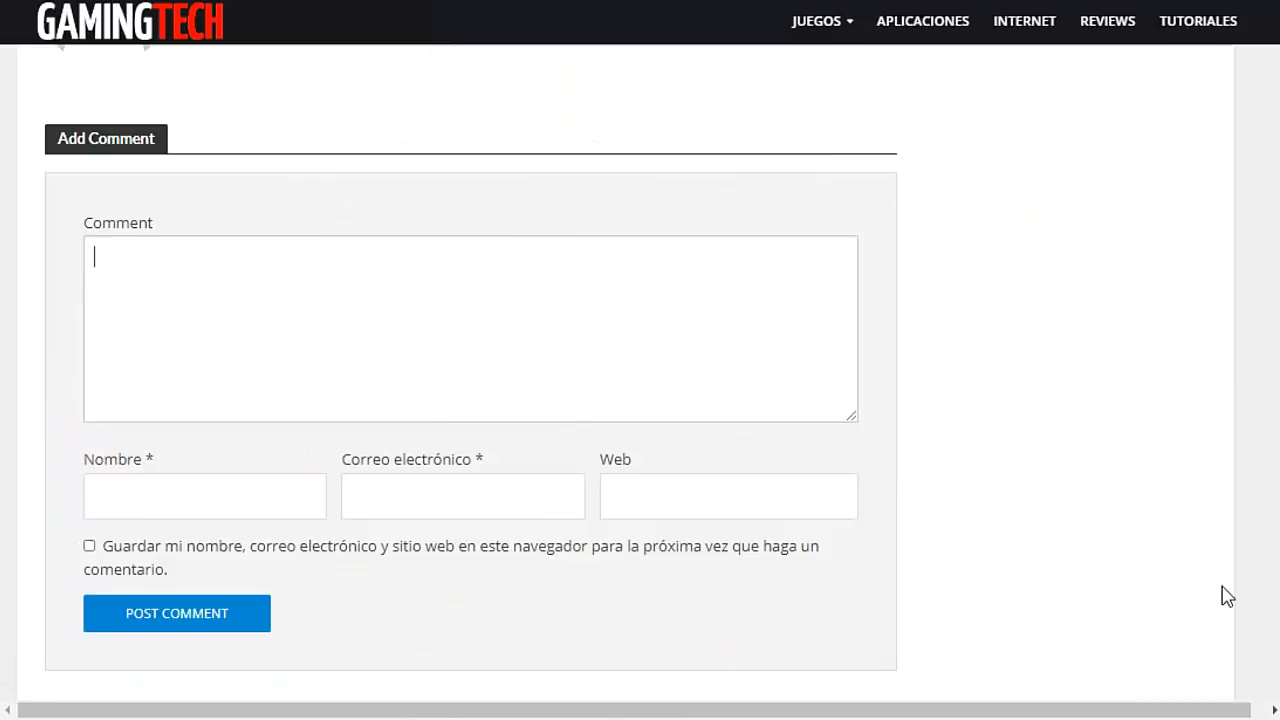 GAMINGTECH
JUEGOS APLICACIONES INTERNET REVIEWS TUTORIALES
Add Comment
Comment
Nombre * Correo electrónico * Web
Guardar mi nombre, correo electrónico y sitio web en este navegador para la próxima vez que haga un
comentario.
POST COMMENT